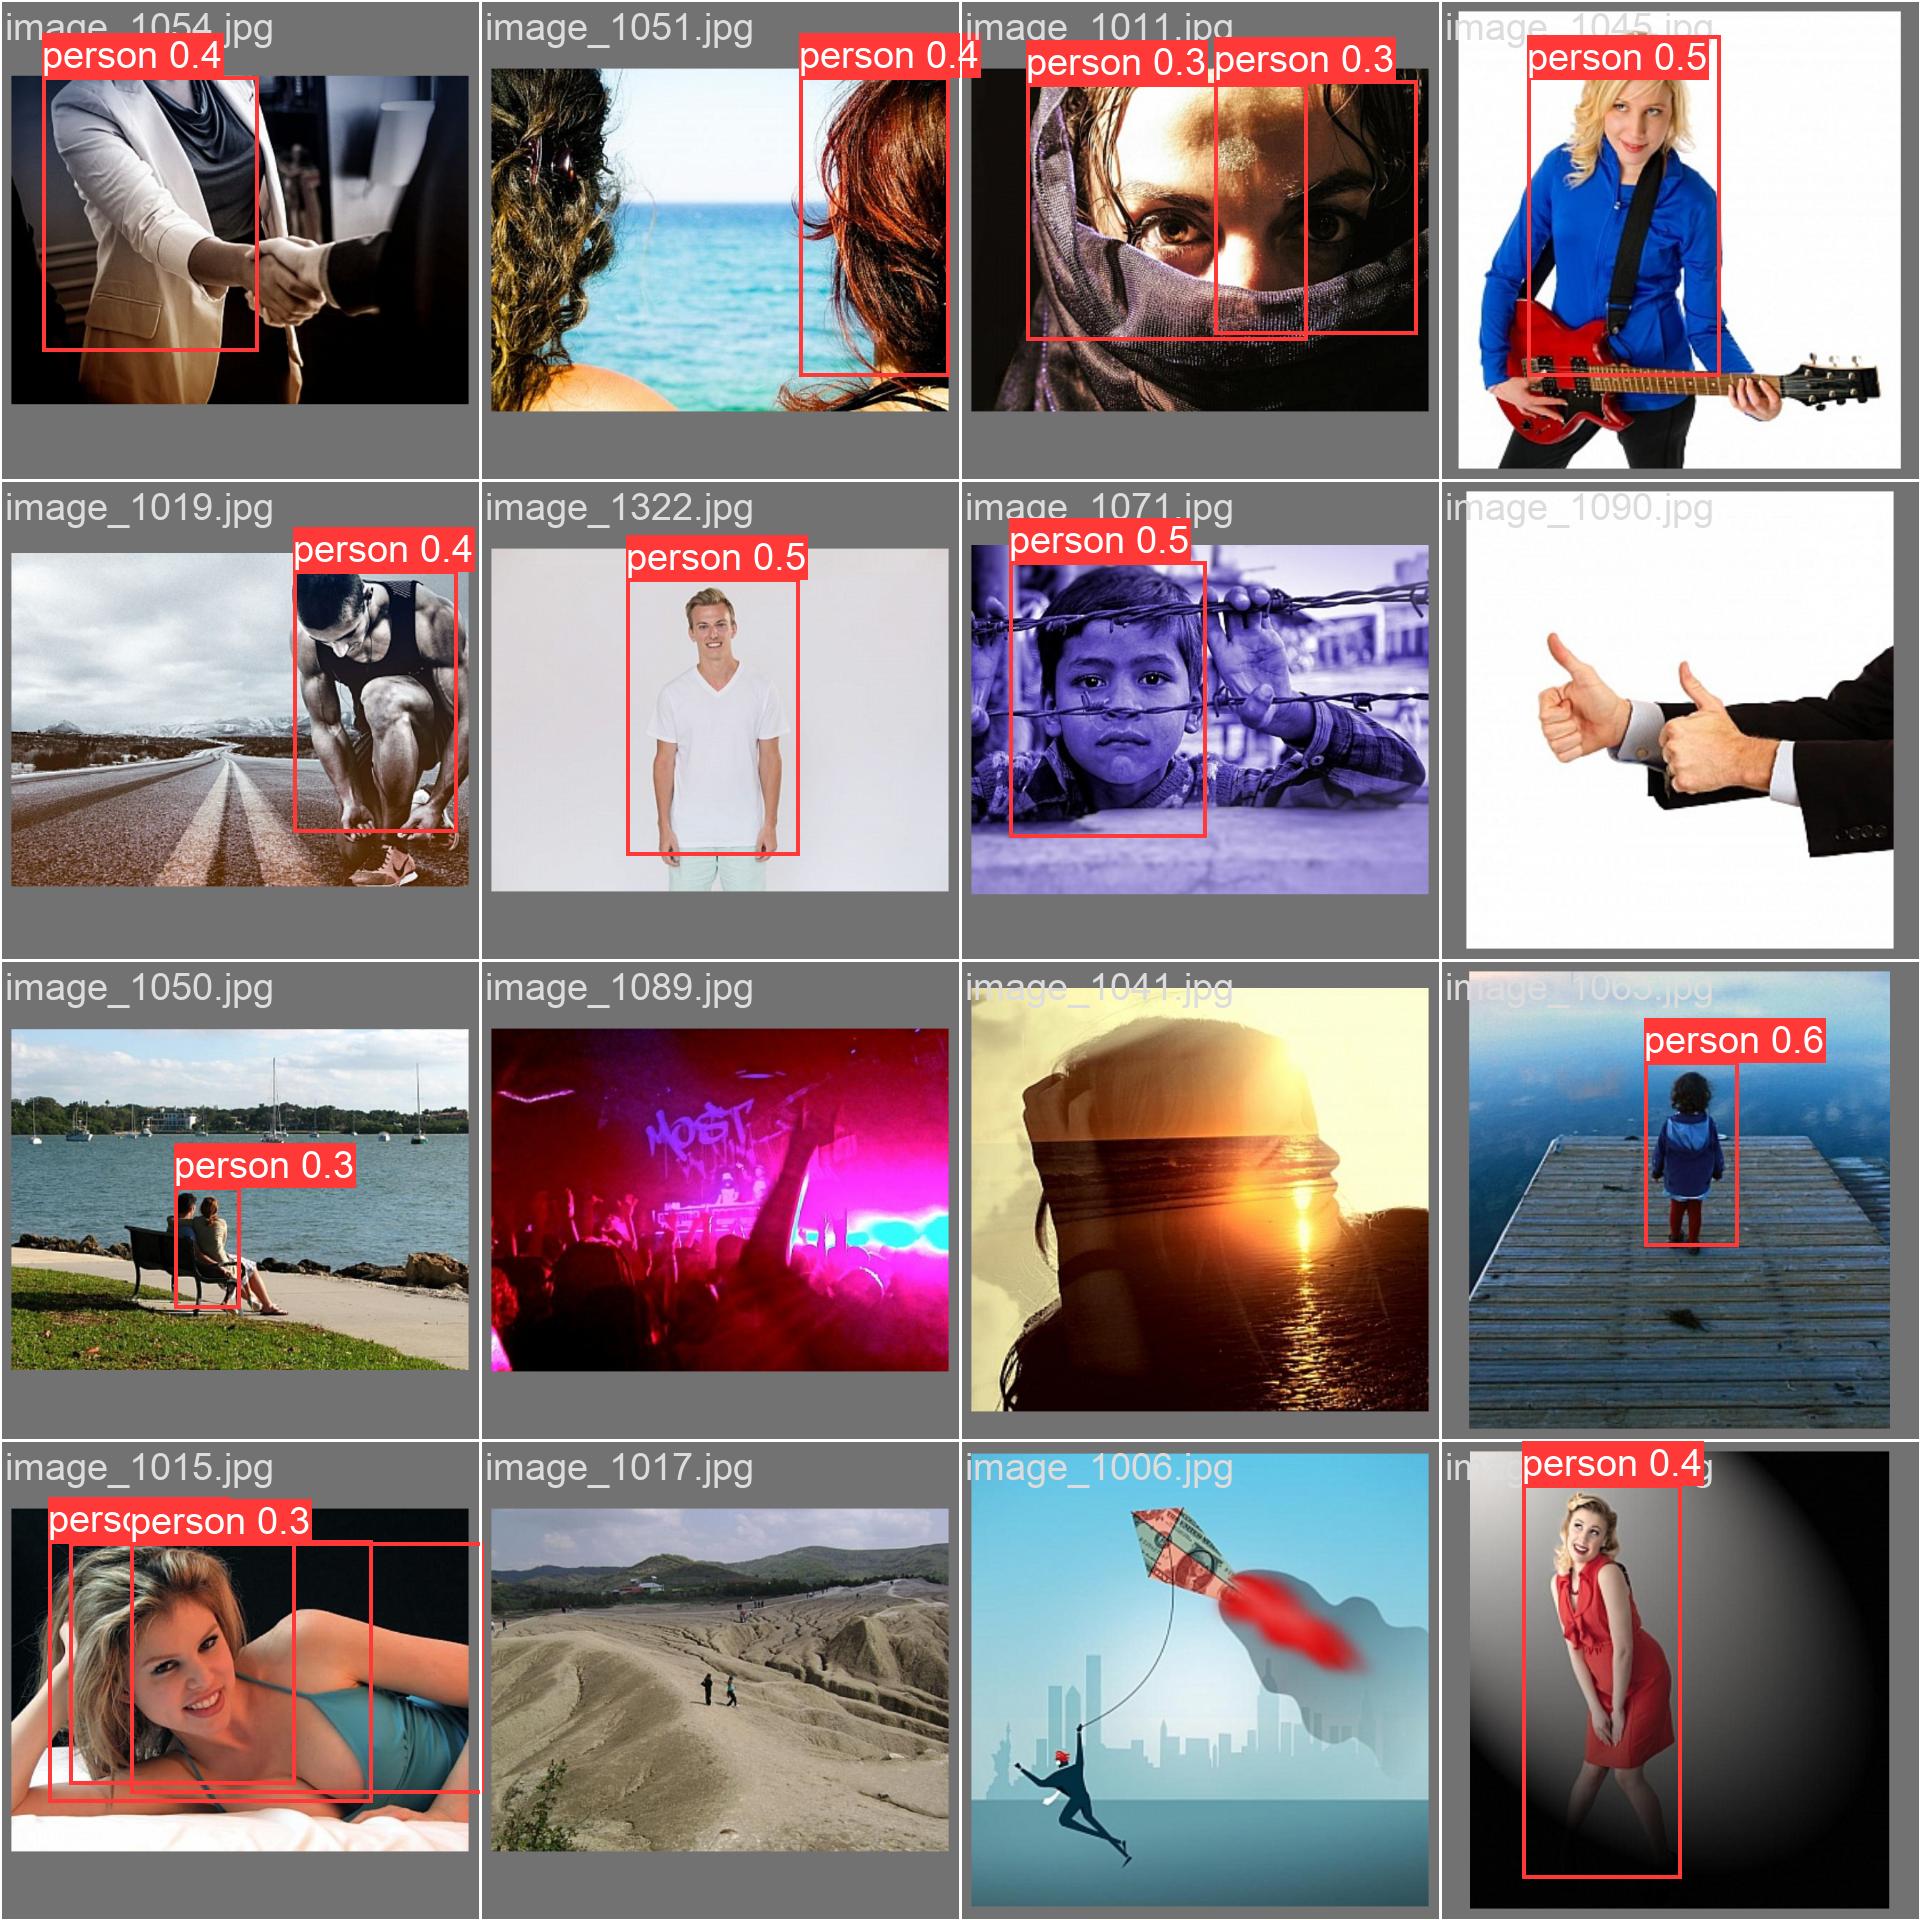 image_1054.jpg
person 0.4
image_1051.jpg
person 0.4
image_1011.jpg
person 0.3
person 0.3
image_1045.jpg
person 0.5
image_1019.jpg
person 0.4
image_1322.jpg
person 0.5
image_1071.jpg
person 0.5
image_1090.jpg
image_1050.jpg
person 0.3
image_1089.jpg
MOST
image_1041.jpg
image_1063.jpg
person 0.6
image_1015.jpg
person 0.3
image_1017.jpg
image_1006.jpg
person 0.4